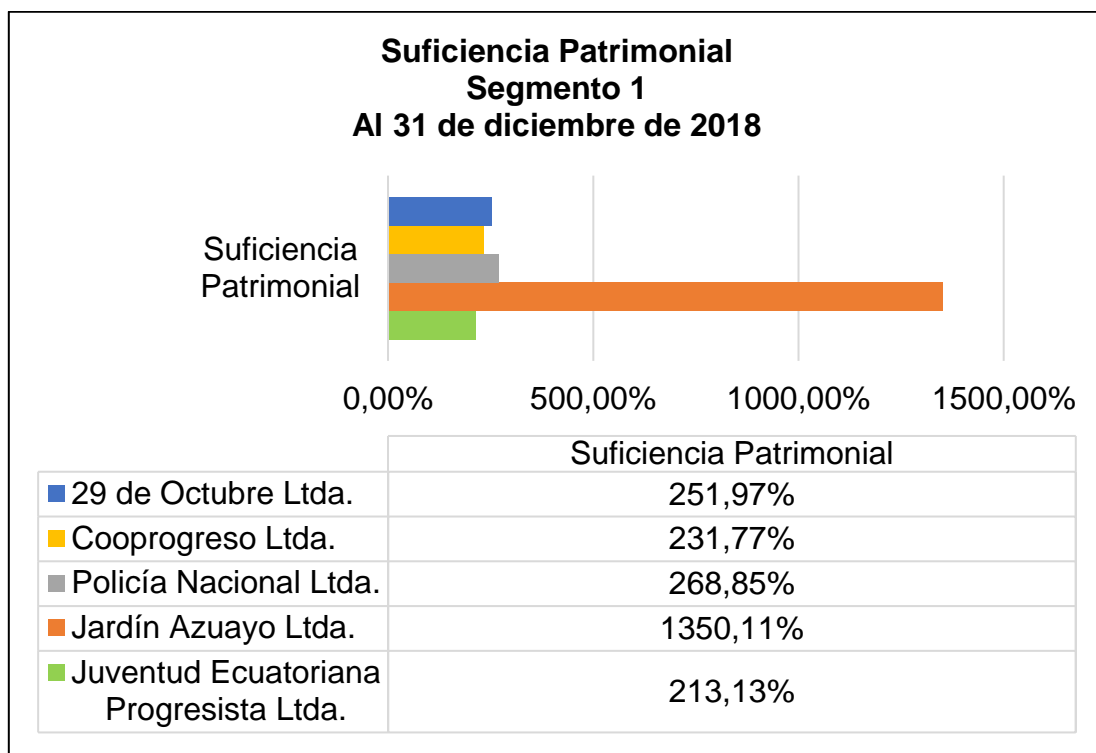 Suficiencia Patrimonial
Segmento 1
Al 31 de diciembre de 2018
Suficiencia
Patrimonial
0,00% 500,00% 1000,00% 1500,00%
Suficiencia Patrimonial
29 de Octubre Ltda. 251,97%
Cooprogreso Ltda. 231,77%
Policía Nacional Ltda. 268,85%
Jardín Azuayo Ltda. 1350,11%
Juventud Ecuatoriana
Progresista Ltda. 213,13%